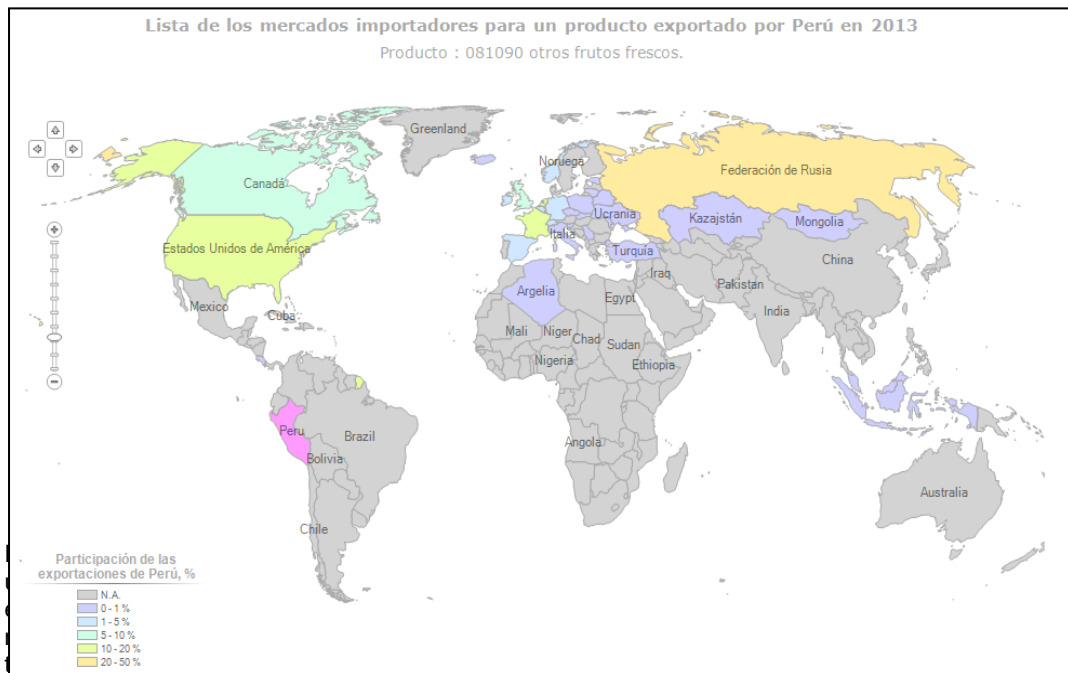 Lista de los mercados importadores para un producto exportado por Perú en 2013
Producto : 081090 otros frutos frescos.
Greenland
Noruega
Federación de Rusia
Canadá
Ucrania
Kazajstán
Mongolia
Italia
Estados Unidos de América
Turquía
China
Iraq
Argelia
Pakistan
Mexico
Egypt
India
Cuba
Mali
Niger
Chad
Sudan
Nigeria
Ethiopia
Peru
Brazil
Angola
Bolivia
Australia
Chile
Participación de las
exportaciones de Perú, %
N.A.
0 - 1 %
1 - 5 %
5 - 10 %
10 - 20 %
20 - 50 %